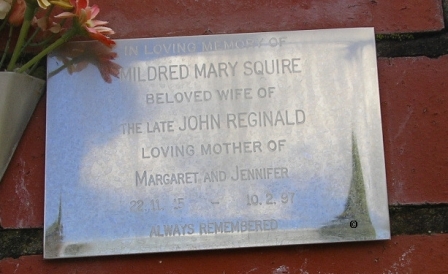 IN LOVING MEMORY OF
MILDRED MARY SQUIRE
BELOVED WIFE OF
THE LATE JOHN REGINALD
LOVING MOTHER OF
MARGARET AND JENNIFER
22.11.15 - 10.2.97
ALWAYS REMEMBERED